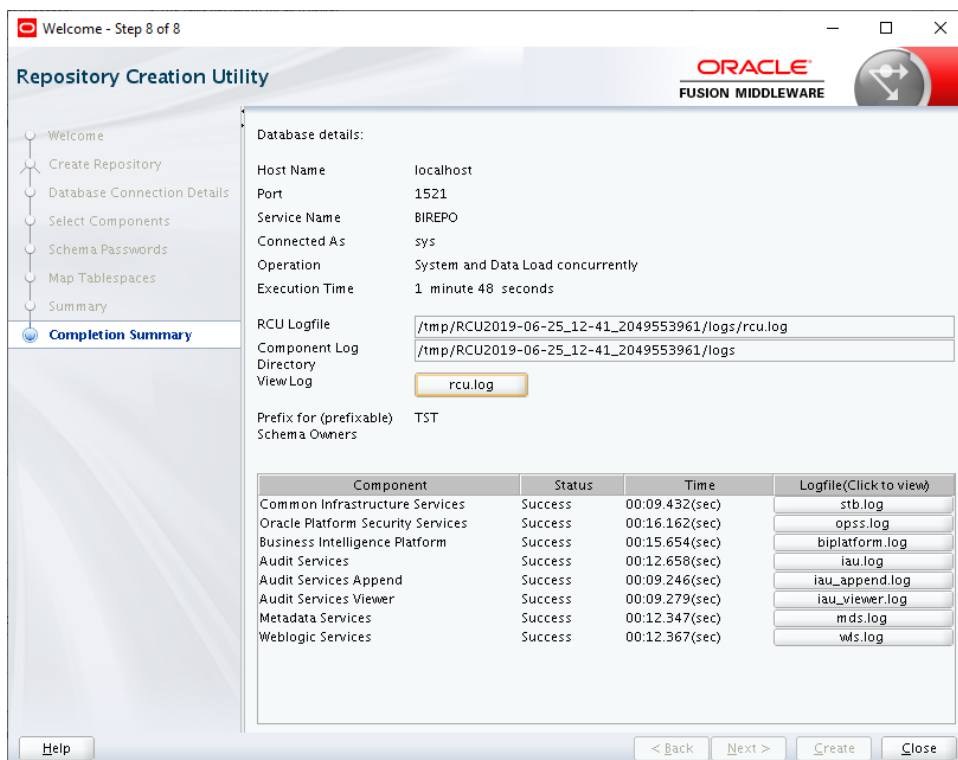 Welcome - Step 8 of 8
Repository Creation Utility
ORACLE
FUSION MIDDLEWARE
Welcome
Create Repository
Database Connection Details
Select Components
Schema Passwords
Map Tablespaces
Summary
Completion Summary
Database details:
Host Name localhost
Port 1521
Service Name BIREPO
Connected As sys
Operation System and Data Load concurrently
Execution Time 1 minute 48 seconds
RCU Logfile /tmp/RCU2019-06-25_12-41_2049553961/logs/rcu.log
Component Log Directory /tmp/RCU2019-06-25_12-41_2049553961/logs
View Log rcu.log
Prefix for (prefixable) Schema Owners TST
Component Status Time Logfile(Click to view)
Common Infrastructure Services Success 00:09.432(sec) stb.log
Oracle Platform Security Services Success 00:16.162(sec) opss.log
Business Intelligence Platform Success 00:15.654(sec) biplatform.log
Audit Services Success 00:12.658(sec) iau.log
Audit Services Append Success 00:09.246(sec) iau_append.log
Audit Services Viewer Success 00:09.279(sec) iau_viewer.log
Metadata Services Success 00:12.347(sec) mds.log
Weblogic Services Success 00:12.367(sec) wls.log
Help < Back Next > Create Close